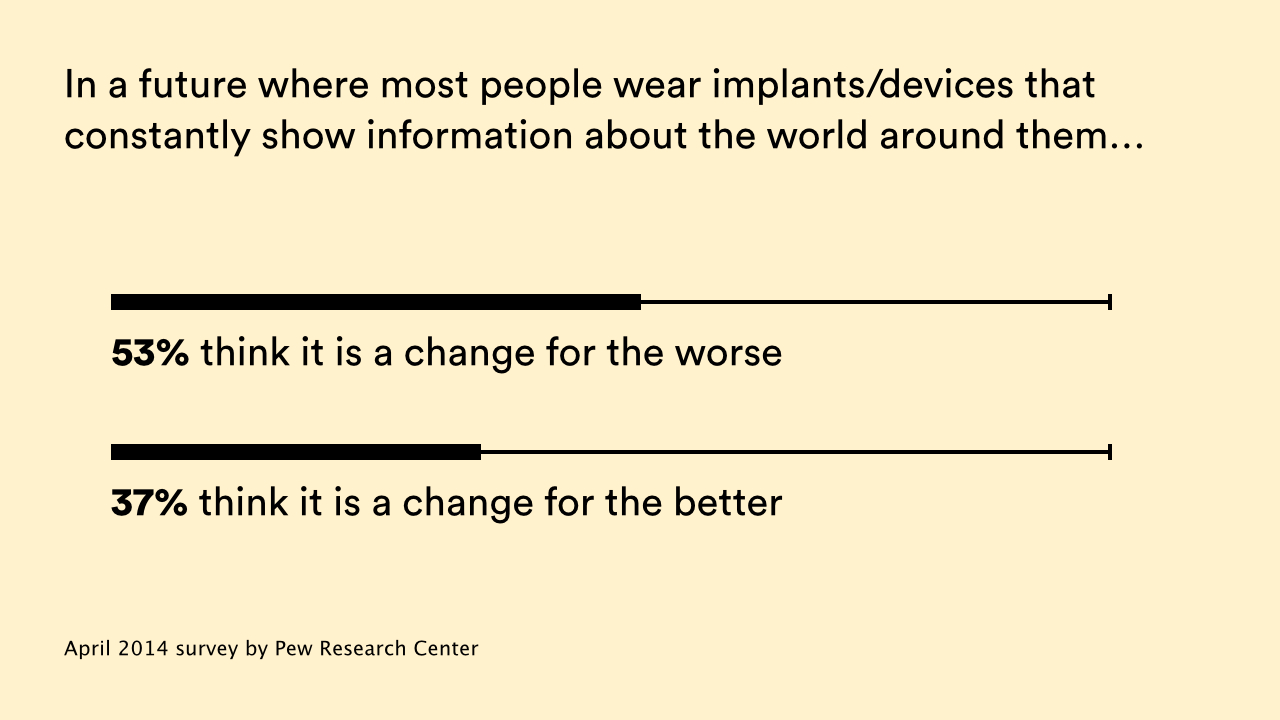 In a future where most people wear implants/devices that
constantly show information about the world around them…
53% think it is a change for the worse
37% think it is a change for the better
April 2014 survey by Pew Research Center